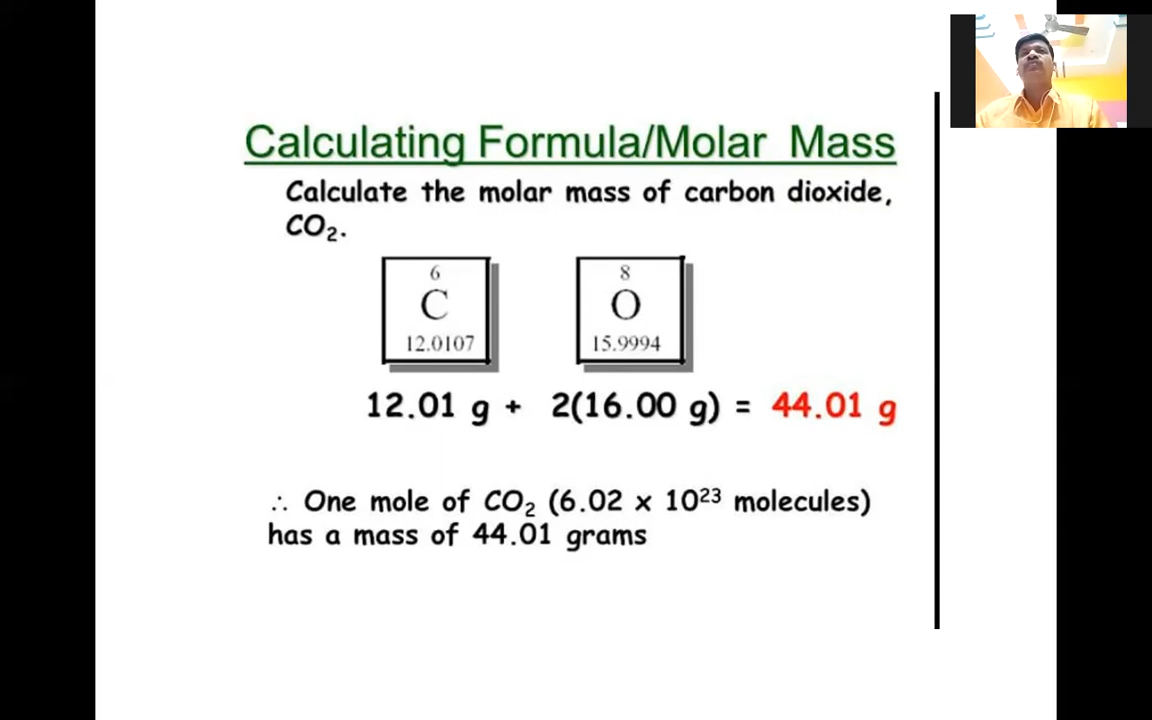 Calculating Formula/Molar Mass
Calculate the molar mass of carbon dioxide,
CO₂.
6
C
12.0107
8
O
15.9994
12.01 g + 2(16.00 g) = 44.01 g
∴ One mole of CO₂ (6.02 x 10²³ molecules)
has a mass of 44.01 grams